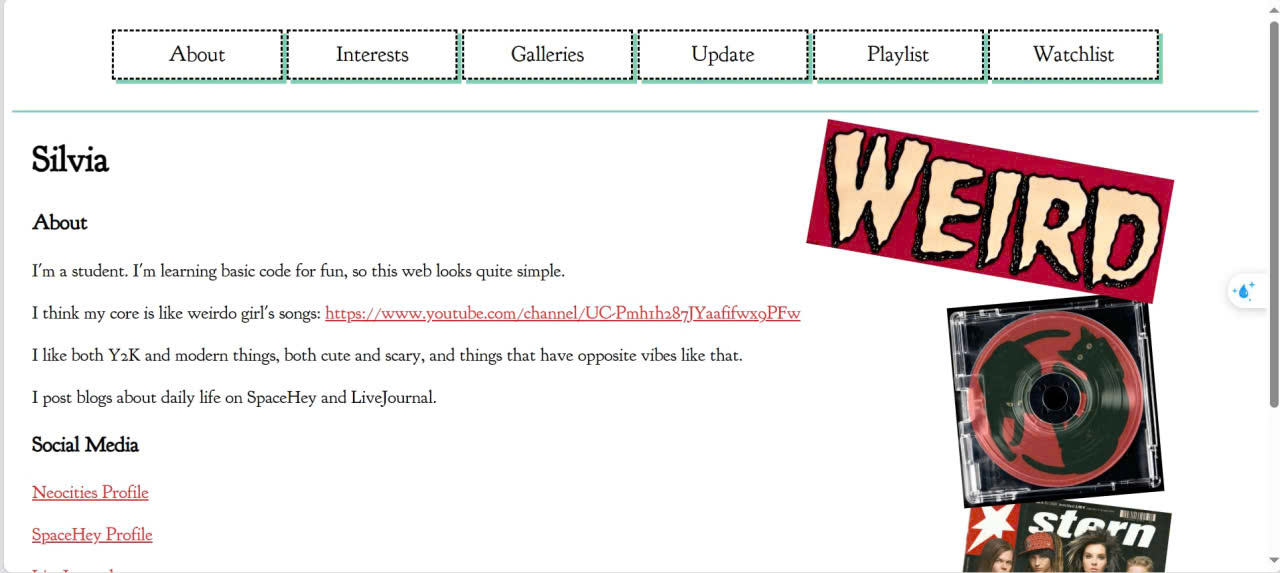 About Interests Galleries Update Playlist Watchlist
Silvia
WEIRD
About
I'm a student. I'm learning basic code for fun, so this web looks quite simple.
I think my core is like weirdo girl's songs: https://www.youtube.com/channel/UC-Pmh1h287JYaafifwx9PFw
I like both Y2K and modern things, both cute and scary, and things that have opposite vibes like that.
I post blogs about daily life on SpaceHey and LiveJournal.
Social Media
Neocities Profile
SpaceHey Profile
stern